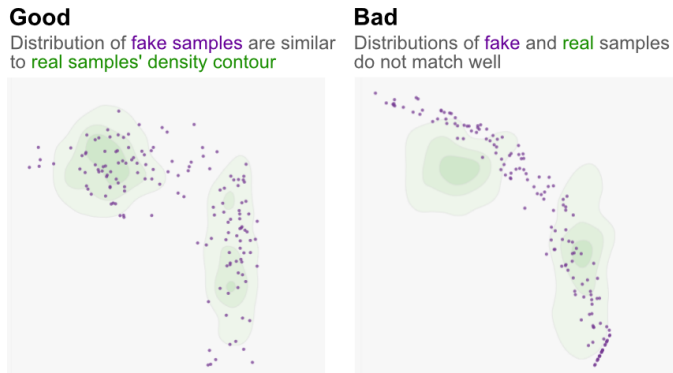 Good
Distribution of fake samples are similar
to real samples' density contour
Bad
Distributions of fake and real samples
do not match well